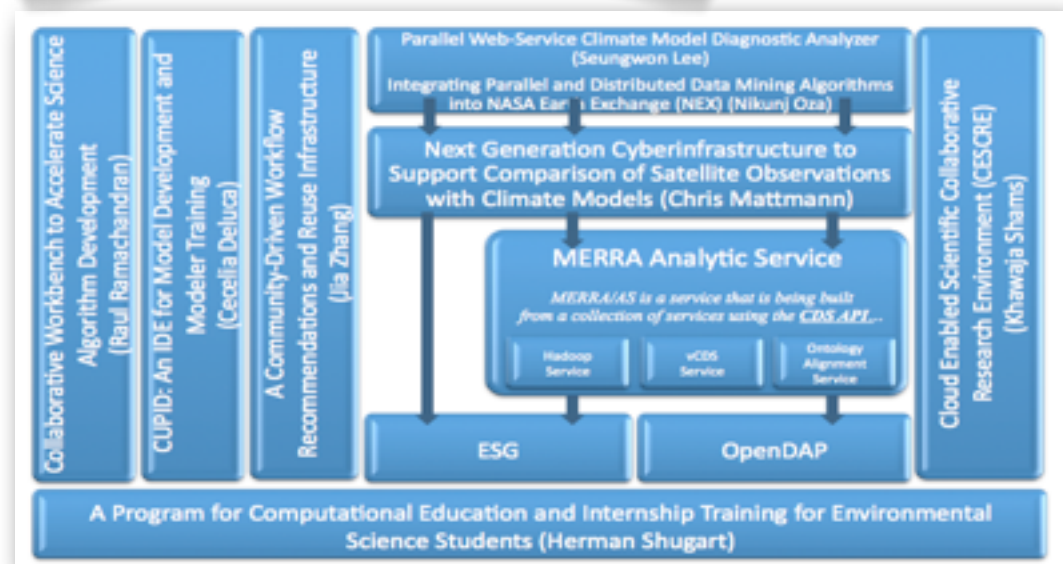 Collaborative Workbench to Accelerate Science
Algorithm Development
(Raul Ramachandran)
CUPID: An IDE for Model Development and
Modeler Training
(Cecelia Deluca)
A Community-Driven Workflow
Recommendations and Reuse Infrastructure
(Jia Zhang)
Parallel Web-Service Climate Model Diagnostic Analyzer
(Seungwon Lee)
Integrating Parallel and Distributed Data Mining Algorithms
into NASA Earth Exchange (NEX) (Nikunj Oza)
Next Generation Cyberinfrastructure to
Support Comparison of Satellite Observations
with Climate Models (Chris Mattmann)
MERRA Analytic Service
MERRA/AS is a service that is being built
from a collection of services using the CDS API...
Hadoop
Service
vCDS
Service
Ontology
Alignment
Service
ESG
OpenDAP
Cloud Enabled Scientific Collaborative
Research Environment (CESCRE)
(Khawaja Shams)
A Program for Computational Education and Internship Training for Environmental
Science Students (Herman Shugart)